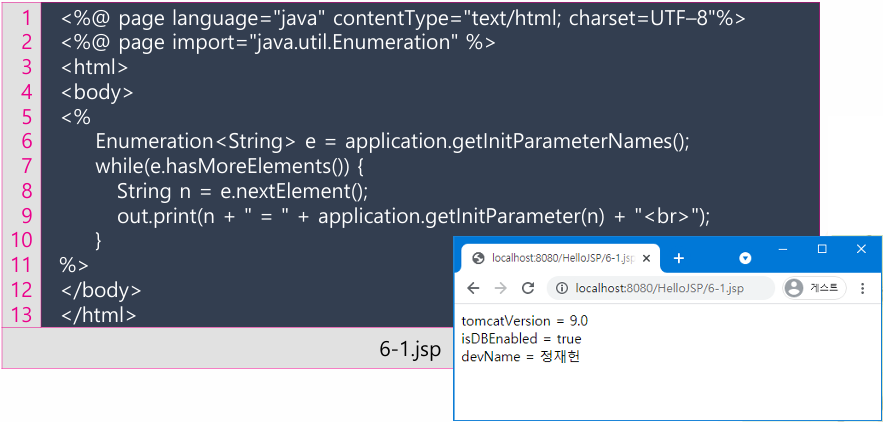 1 <%@ page language="java" contentType="text/html; charset=UTF–8"%>
2 <%@ page import="java.util.Enumeration" %>
3 <html>
4 <body>
5 <%
6 Enumeration<String> e = application.getInitParameterNames();
7 while(e.hasMoreElements()) {
8 String n = e.nextElement();
9 out.print(n + " = " + application.getInitParameter(n) + "<br>");
10 }
11 %>
12 </body>
13 </html>
6-1.jsp
localhost:8080/HelloJSP/6-1.jsp
localhost:8080/HelloJSP/6-1.jsp
게스트
tomcatVersion = 9.0
isDBEnabled = true
devName = 정재헌